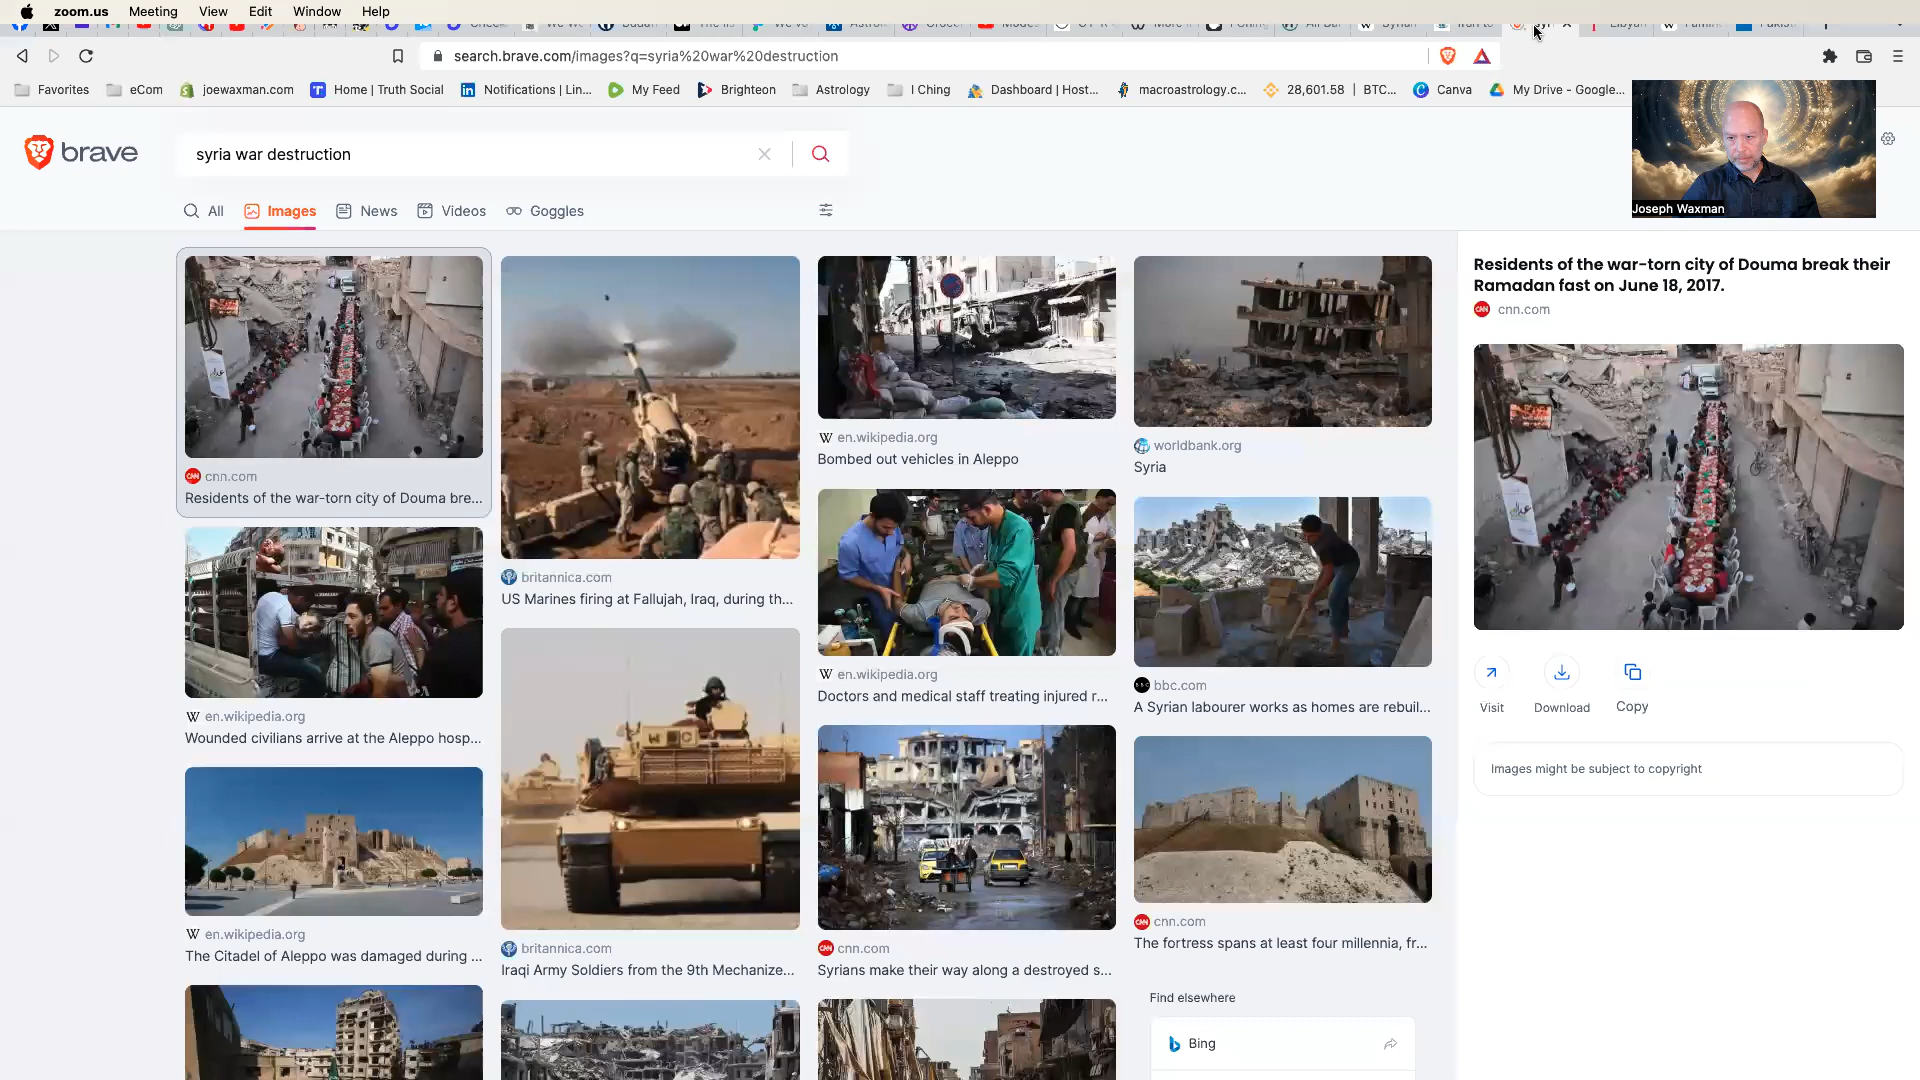 zoom.us Meeting View Edit Window Help
search.brave.com/images?q=syria%20war%20destruction
Favorites eCom joewaxman.com Home | Truth Social Notifications | Lin... My Feed Brighteon Astrology I Ching Dashboard | Host... macroastrology.c... 28,601.58 | BTC... Canva My Drive - Google...
brave
syria war destruction
All Images News Videos Goggles
Joseph Waxman
cnn.com
Residents of the war-torn city of Douma bre...
en.wikipedia.org
Wounded civilians arrive at the Aleppo hosp...
en.wikipedia.org
The Citadel of Aleppo was damaged during ...
britannica.com
US Marines firing at Fallujah, Iraq, during th...
britannica.com
Iraqi Army Soldiers from the 9th Mechanize...
en.wikipedia.org
Bombed out vehicles in Aleppo
en.wikipedia.org
Doctors and medical staff treating injured r...
cnn.com
Syrians make their way along a destroyed s...
worldbank.org
Syria
bbc.com
A Syrian labourer works as homes are rebuil...
cnn.com
The fortress spans at least four millennia, fr...
Find elsewhere
Bing
Residents of the war-torn city of Douma break their
Ramadan fast on June 18, 2017.
cnn.com
Visit Download Copy
Images might be subject to copyright